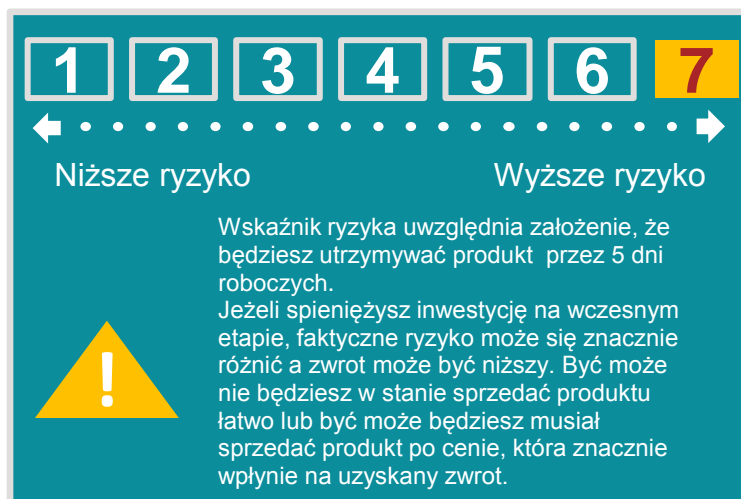 1 2 3 4 5 6 7
Niższe ryzyko Wyższe ryzyko
Wskaźnik ryzyka uwzględnia założenie, że
będziesz utrzymywać produkt przez 5 dni
roboczych.
Jeżeli spieniężysz inwestycję na wczesnym
etapie, faktyczne ryzyko może się znacznie
różnić a zwrot może być niższy. Być może
nie będziesz w stanie sprzedać produktu
łatwo lub być może będziesz musiał
sprzedać produkt po cenie, która znacznie
wpłynie na uzyskany zwrot.
!